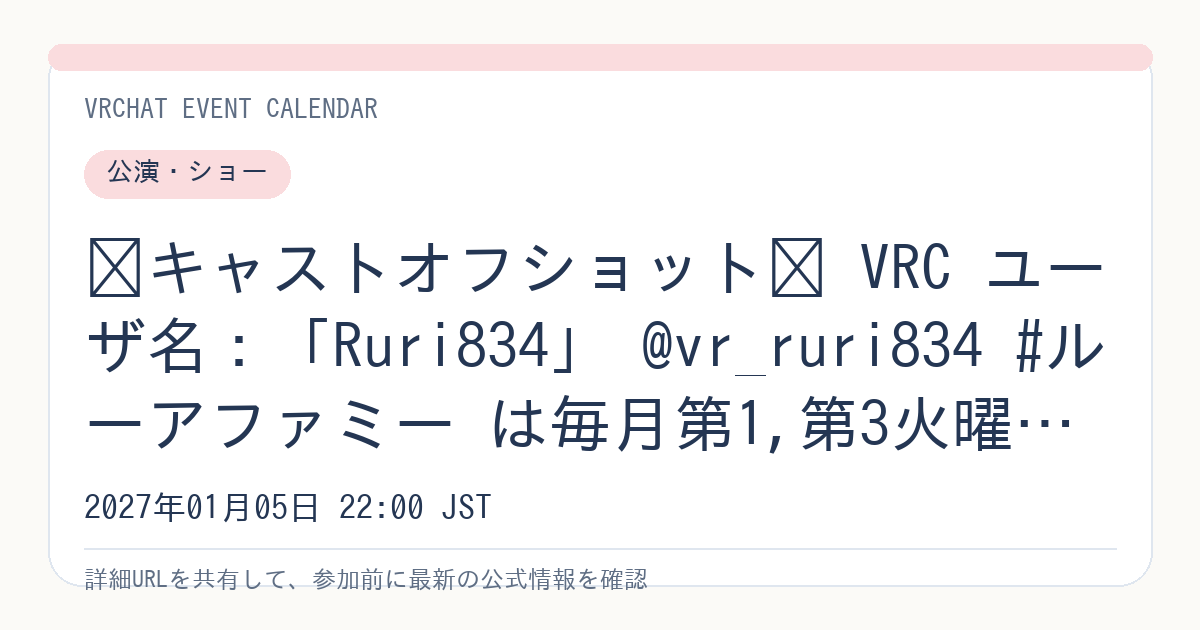 VRCHAT EVENT CALENDAR
公演・ショー
キャストオフショット VRC ユー
ザ名：「Ruri834」 @vr_ruri834 #ル
ーアファミー は毎月第1,第3火曜…
2027年01月05日 22:00 JST
詳細URLを共有して、参加前に最新の公式情報を確認